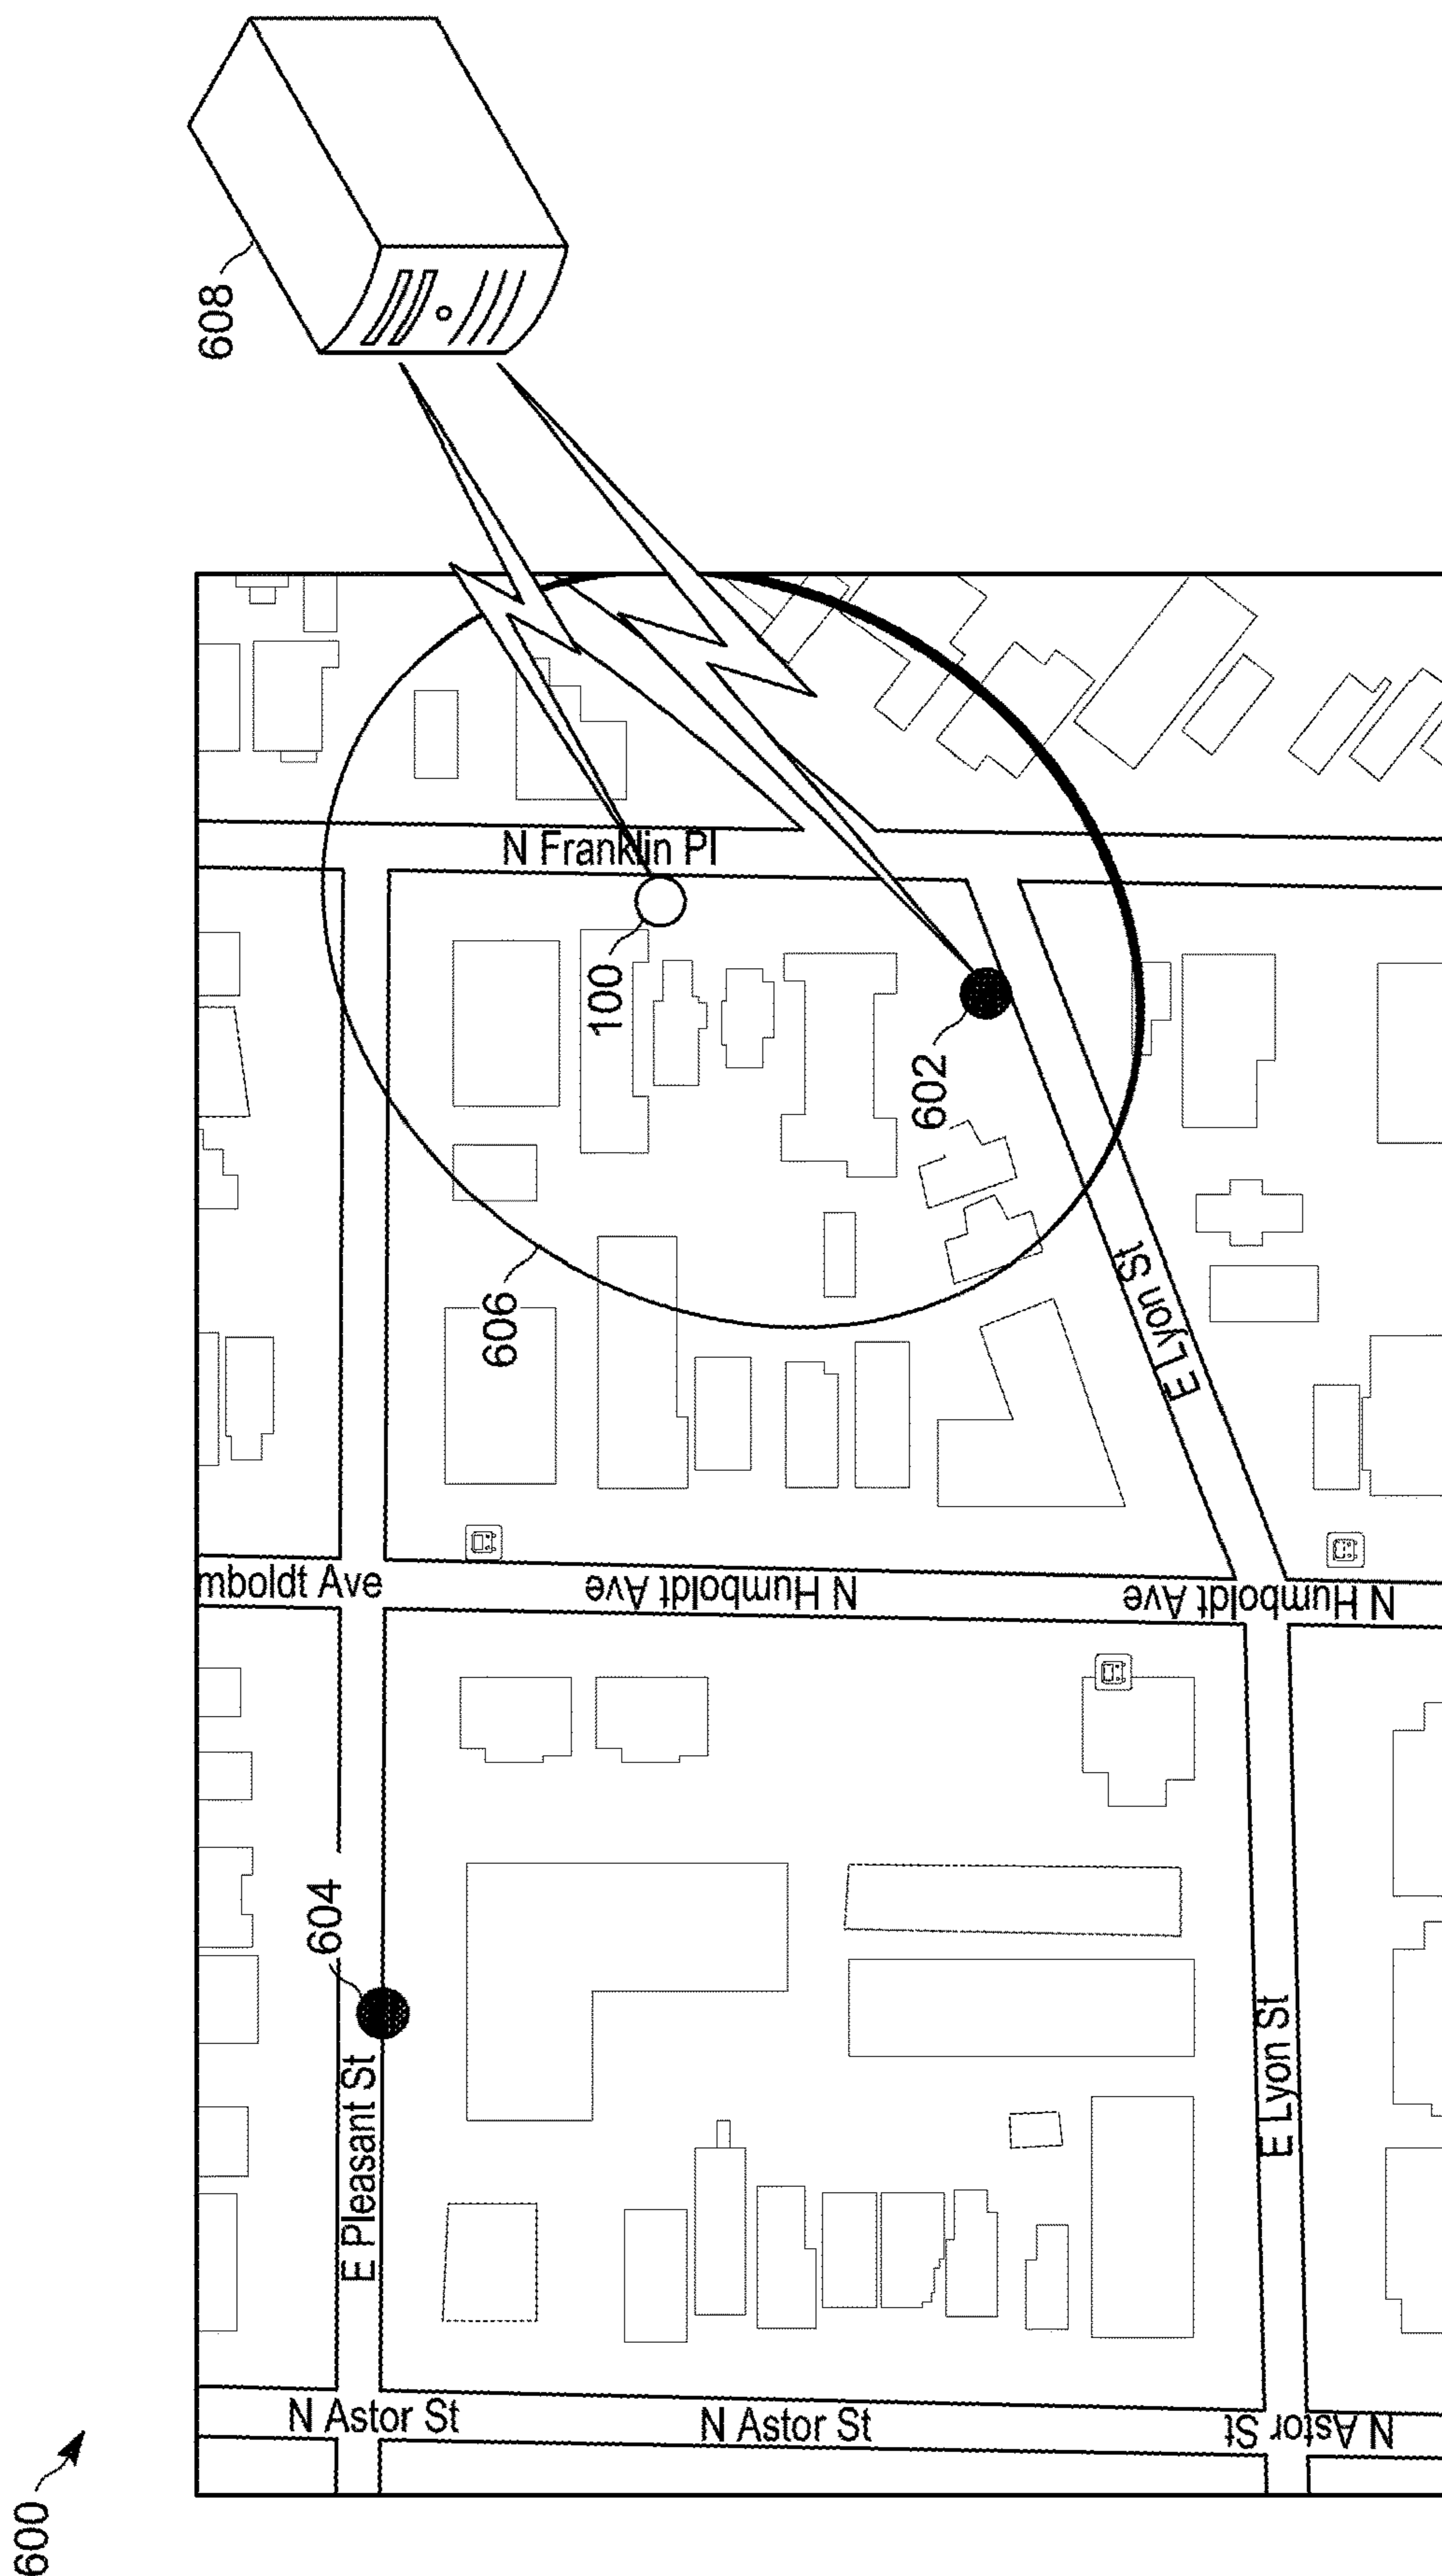 608
N Franklin Pl
100
602
E Lyon St
606
mboldt Ave
N Humboldt Ave
N Humboldt Ave
604
E Pleasant St
E Lyon St
N Astor St
N Astor St
N Astor St
600